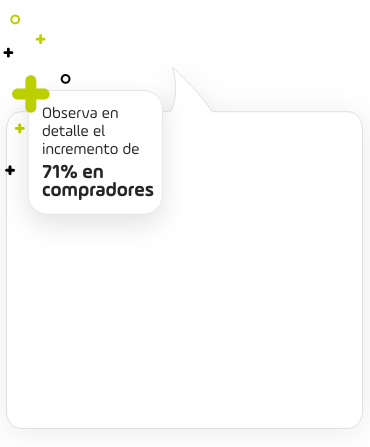 Observa en
detalle el
incremento de
71% en
compradores